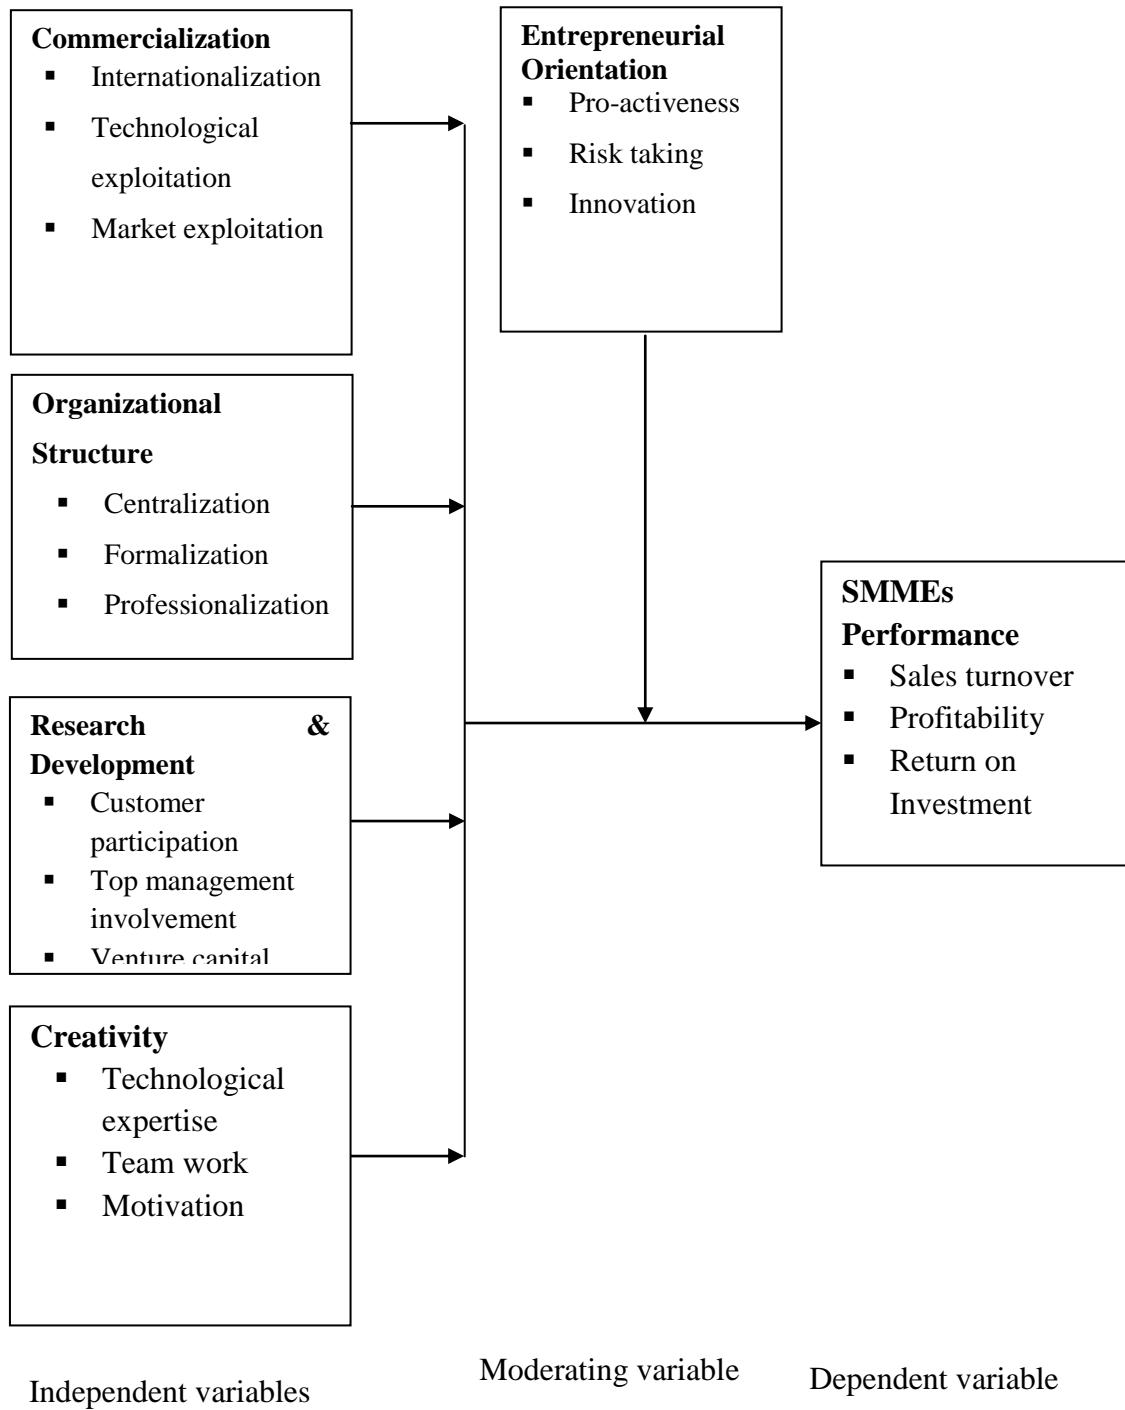 Commercialization
▪ Internationalization
▪ Technological
exploitation
▪ Market exploitation
Entrepreneurial
Orientation
▪ Pro-activeness
▪ Risk taking
▪ Innovation
Organizational
Structure
▪ Centralization
▪ Formalization
▪ Professionalization
SMMEs
Performance
▪ Sales turnover
▪ Profitability
▪ Return on
Investment
Research &
Development
▪ Customer
participation
▪ Top management
involvement
▪ Venture capital
Creativity
▪ Technological
expertise
▪ Team work
▪ Motivation
Independent variables
Moderating variable
Dependent variable